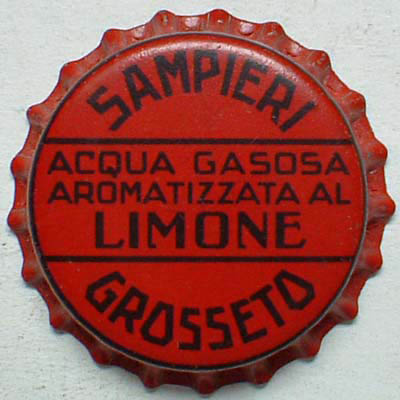 SAMPIERI
ACQUA GASOSA
AROMATIZZATA AL
LIMONE
GROSSETO